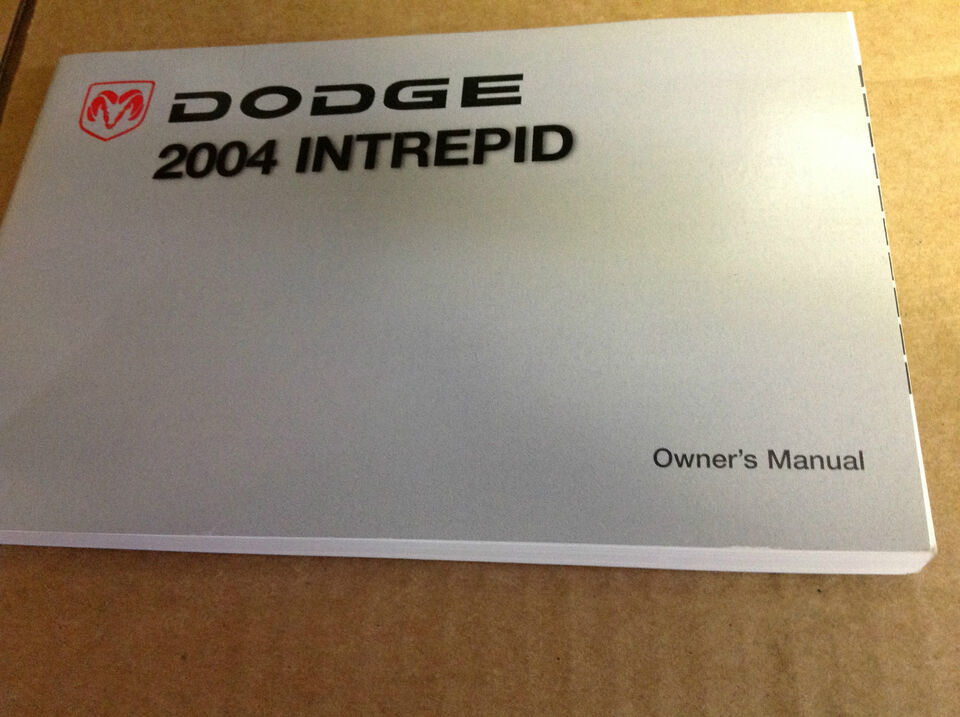 DODGE
2004 INTREPID
Owner's Manual